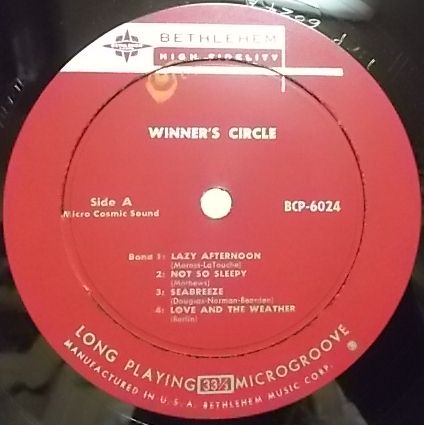 BETHLEHEM
HIGH FIDELITY
WINNER'S CIRCLE
Side A
Micro Cosmic Sound
BCP-6024
Band 1: LAZY AFTERNOON
(Moross-LaTouche)
2: NOT SO SLEEPY
(Mathews)
3: SEABREEZE
(Douglas-Norman-
4: LOVE AND THE WEATHER
(Berlin)
LONG PLAYING 33⅓ MICROGROOVE ®
MANUFACTURED IN U.S.A. BETHLEHEM MUSIC CORP.